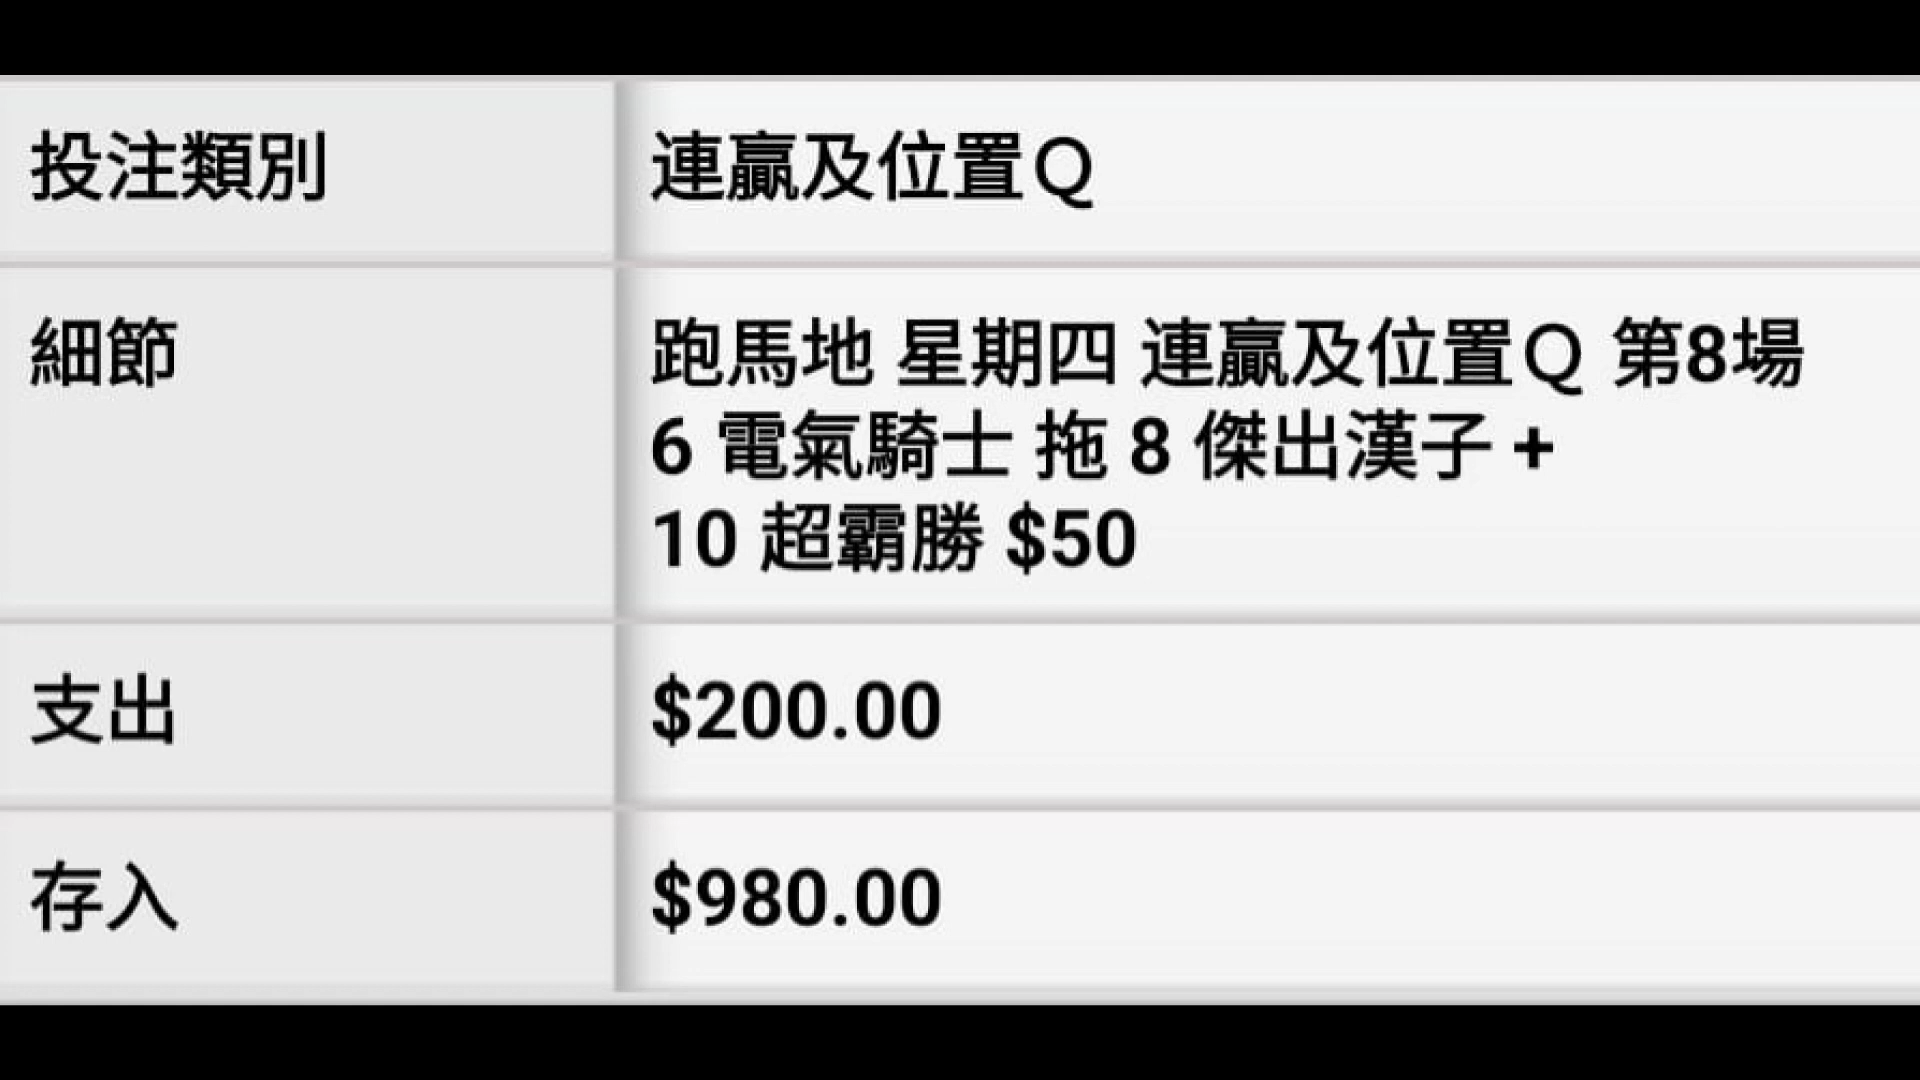 投注類別
連贏及位置Q
細節
跑馬地 星期四 連贏及位置Q 第8場
6 電氣騎士 拖 8 傑出漢子 +
10 超霸勝 $50
支出
$200.00
存入
$980.00